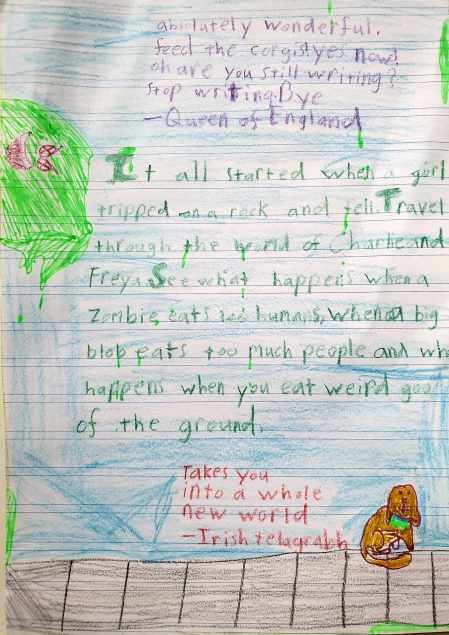 absolutely wonderful.
feed the corgis!yes now!
oh are you still writing?
stop writing.Bye
-Queen of England
It all started when a girl
tripped on a rock and fell.Travel
through the world of Charlie and
Freya.See what happens when a
Zombie eats humans, when a big
blob eats too much people and wh
happens when you eat weird goo
of the ground.
Takes you
into a whole
new world
-Irish telagrabh